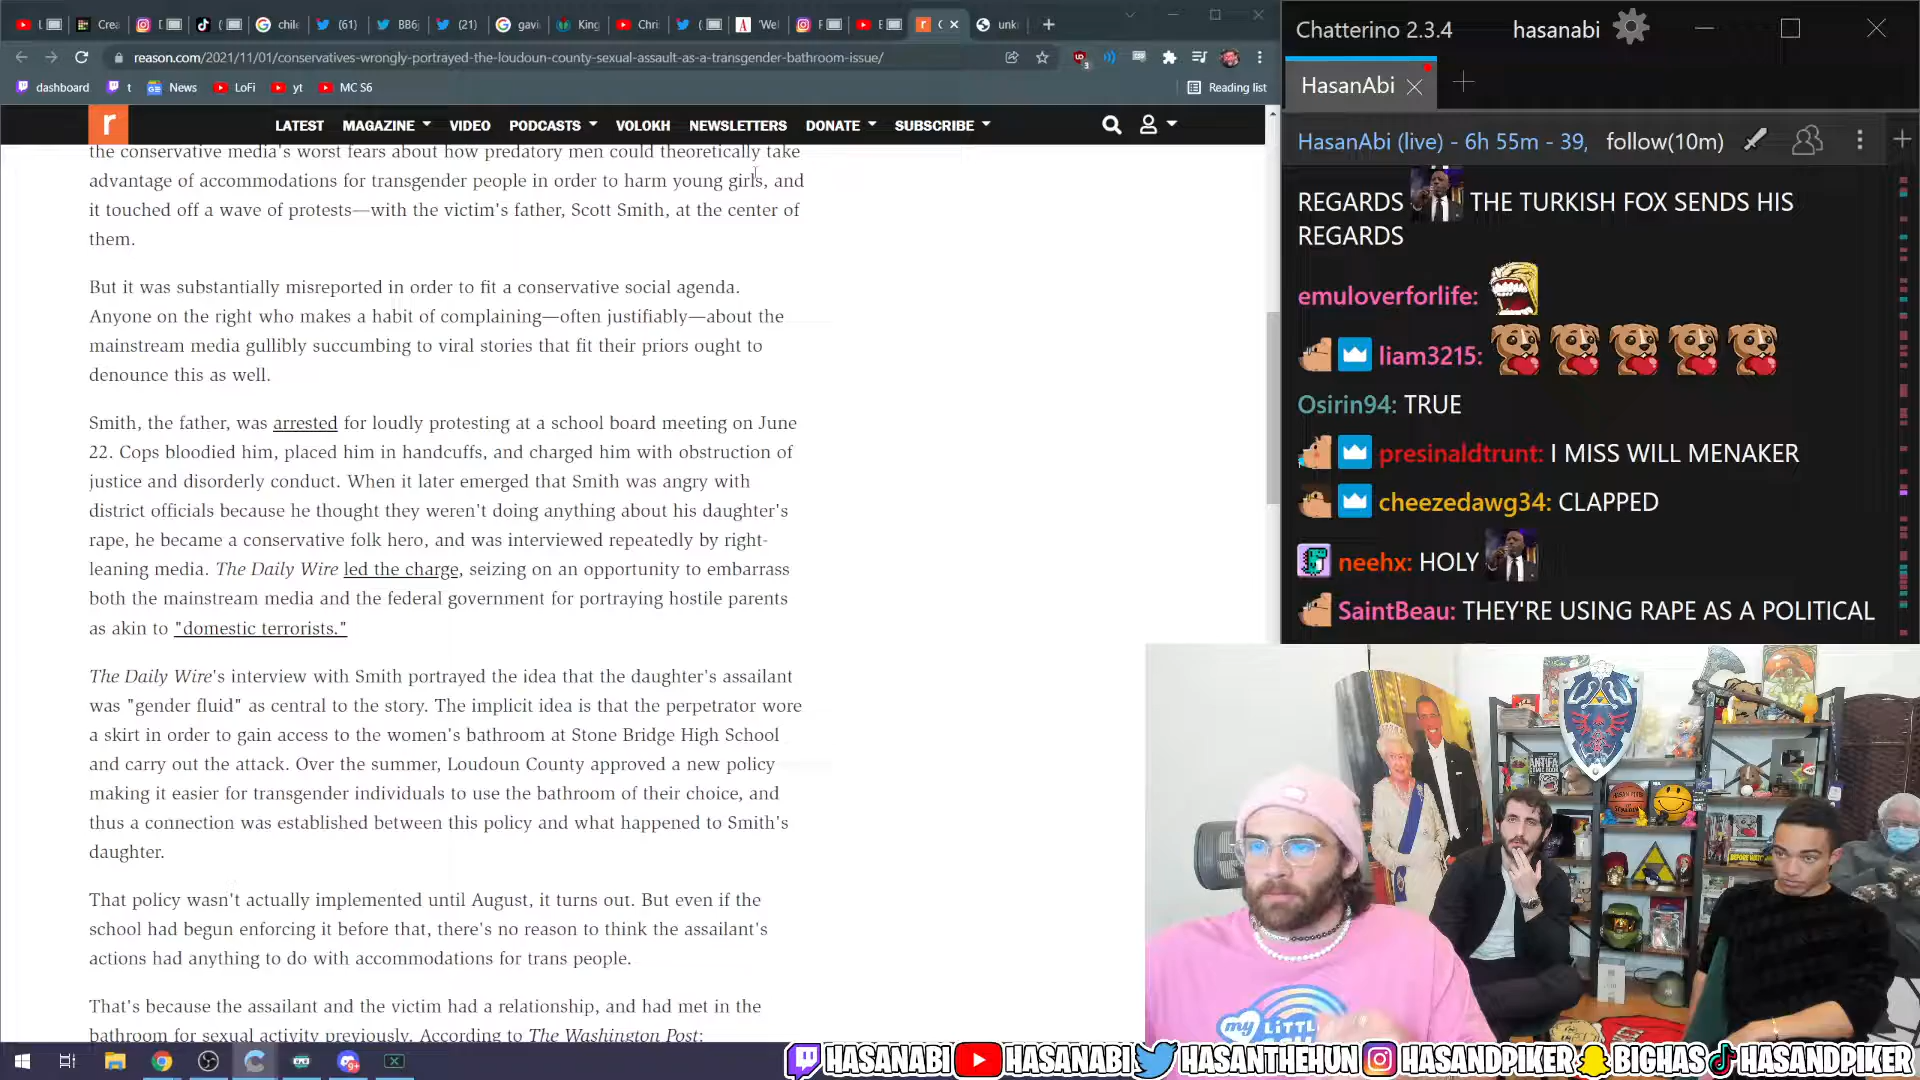 Crea
chile
(61)
BB6
(21)
gavi
King
Chri
'Wel
unk
reason.com/2021/11/01/conservatives-wrongly-portrayed-the-loudoun-county-sexual-assault-as-a-transgender-bathroom-issue/
dashboard
t
News
LoFi
yt
MC S6
Reading list
r
LATEST
MAGAZINE
VIDEO
PODCASTS
VOLOKH
NEWSLETTERS
DONATE
SUBSCRIBE
the conservative media's worst fears about how predatory men could theoretically take
advantage of accommodations for transgender people in order to harm young girls, and
it touched off a wave of protests—with the victim's father, Scott Smith, at the center of
them.
But it was substantially misreported in order to fit a conservative social agenda.
Anyone on the right who makes a habit of complaining—often justifiably—about the
mainstream media gullibly succumbing to viral stories that fit their priors ought to
denounce this as well.
Smith, the father, was arrested for loudly protesting at a school board meeting on June
22. Cops bloodied him, placed him in handcuffs, and charged him with obstruction of
justice and disorderly conduct. When it later emerged that Smith was angry with
district officials because he thought they weren't doing anything about his daughter's
rape, he became a conservative folk hero, and was interviewed repeatedly by right-
leaning media. The Daily Wire led the charge, seizing on an opportunity to embarrass
both the mainstream media and the federal government for portraying hostile parents
as akin to "domestic terrorists."
The Daily Wire's interview with Smith portrayed the idea that the daughter's assailant
was "gender fluid" as central to the story. The implicit idea is that the perpetrator wore
a skirt in order to gain access to the women's bathroom at Stone Bridge High School
and carry out the attack. Over the summer, Loudoun County approved a new policy
making it easier for transgender individuals to use the bathroom of their choice, and
thus a connection was established between this policy and what happened to Smith's
daughter.
That policy wasn't actually implemented until August, it turns out. But even if the
school had begun enforcing it before that, there's no reason to think the assailant's
actions had anything to do with accommodations for trans people.
That's because the assailant and the victim had a relationship, and had met in the
bathroom for sexual activity previously. According to The Washington Post:
Chatterino 2.3.4
hasanabi
HasanAbi
HasanAbi (live) - 6h 55m - 39,
follow(10m)
REGARDS THE TURKISH FOX SENDS HIS
REGARDS
emuloverforlife:
liam3215:
Osirin94: TRUE
presinaldtrunt: I MISS WILL MENAKER
cheezedawg34: CLAPPED
neehx: HOLY
SaintBeau: THEY'RE USING RAPE AS A POLITICAL
my LiTTLE
HASANABI
HASANABI
HASANTHEHUN
HASANDPIKER
BIGHAS
HASANDPIKER